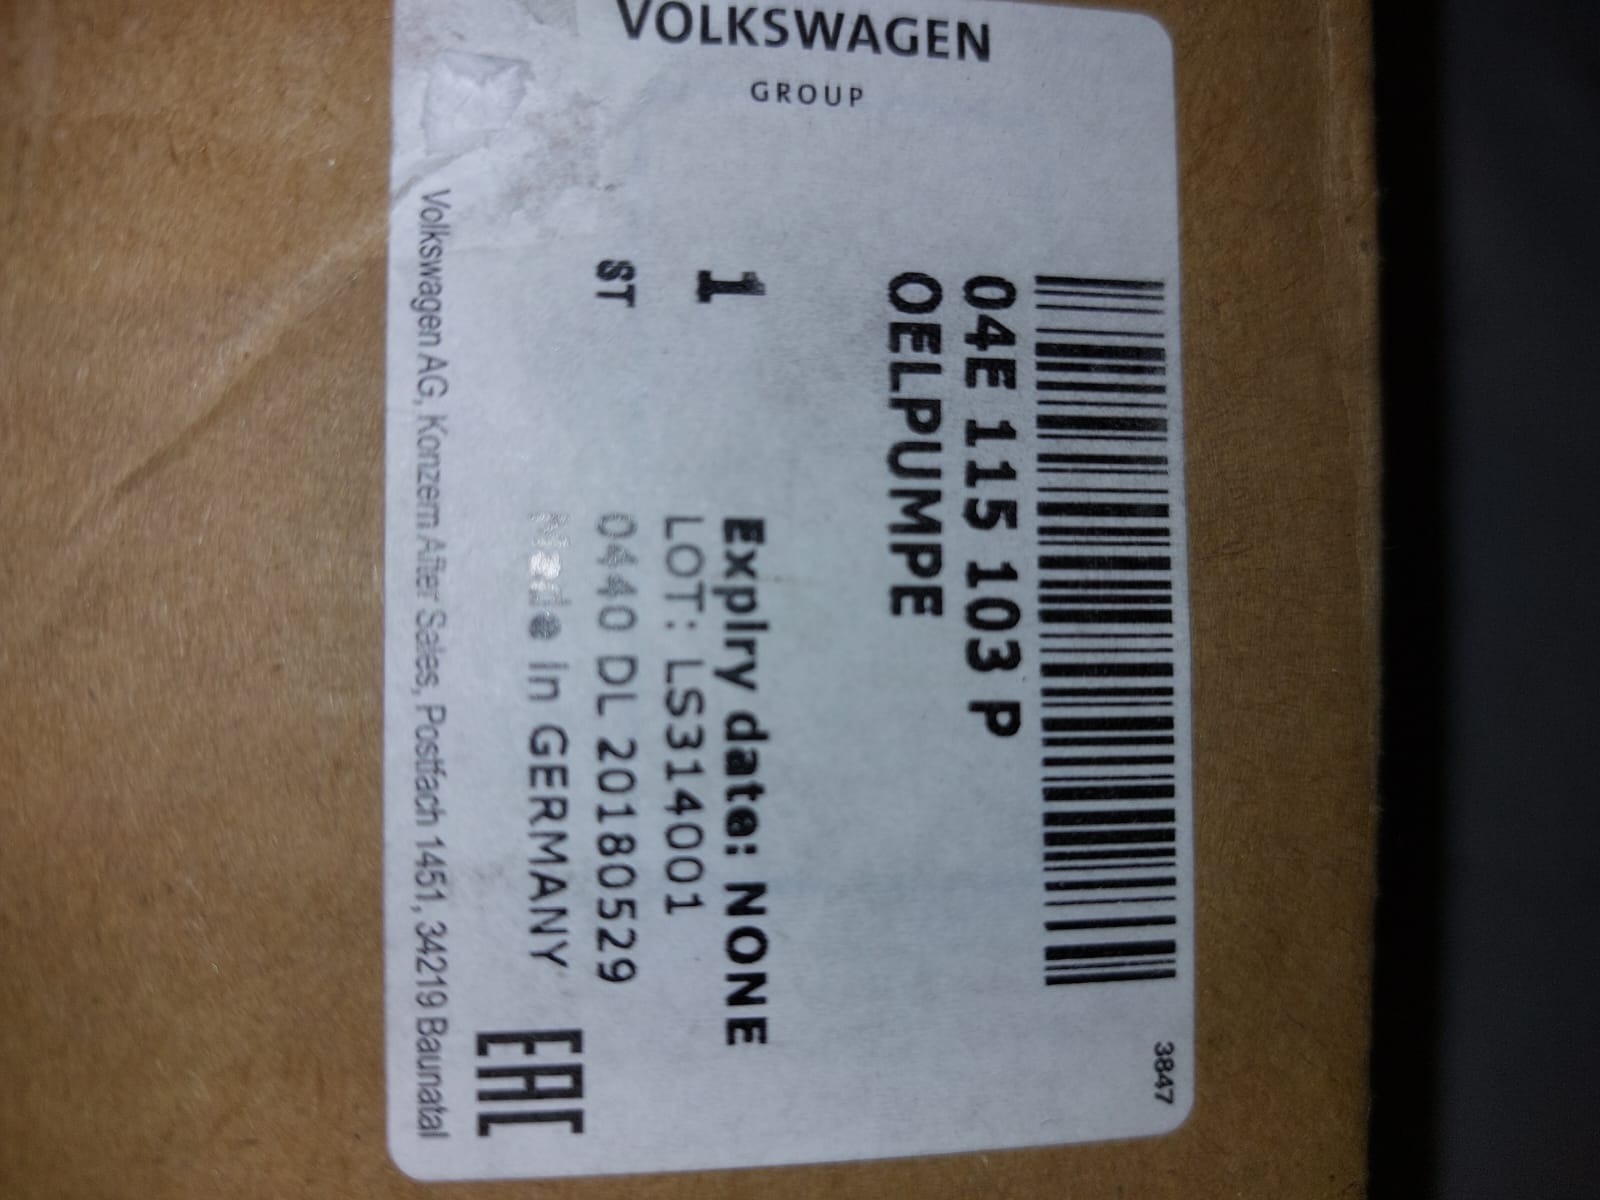 VOLKSWAGEN
GROUP
3847
04E 115 103 P
OELPUMPE
1
Expiry date: NONE
LOT: LS314001
ST
0440 DL 20180529
Made in GERMANY
EAC
Volkswagen AG, Konzern After Sales, Postfach 1451, 34219 Baunatal